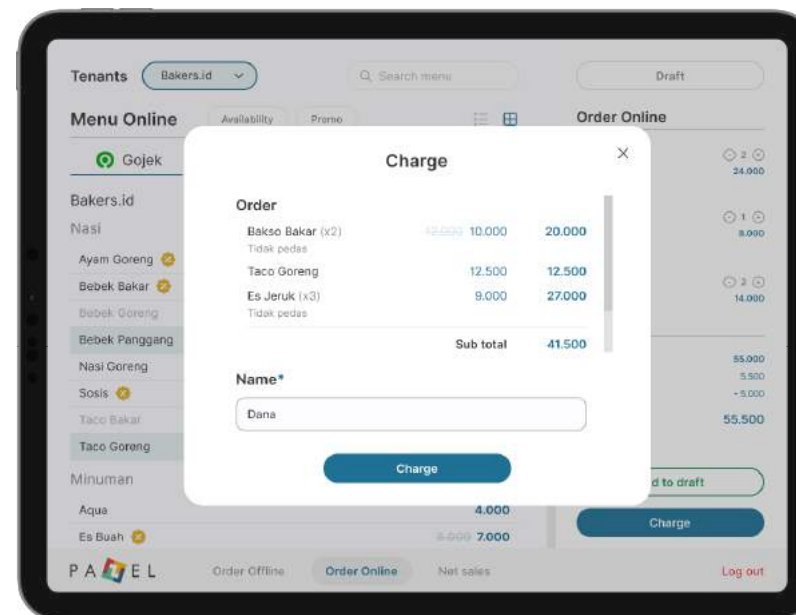 Tenants Bakers.id Search menu Draft
Menu Online Availability Promo Order Online
Gojek
Charge
2
24.000
Bakers.id
Order
Nasi
Bakso Bakar (x2) 12.000 10.000 20.000
Tidak pedas
1
8.000
Ayam Goreng
Taco Goreng 12.500 12.500
Bebek Bakar
Es Jeruk (x3) 9.000 27.000
Tidak pedas
14.000
Bebek Goreng
Bebek Panggang
Sub total 41.500
Nasi Goreng
55.000
5.500
Name*
Sosis
- 5.000
Dana
Taco Bakar
55.500
Taco Goreng
Charge
Minuman
d to draft
Aqua 4.000
Charge
Es Buah 8.000 7.000
PA EL Order Offline Order Online Net sales Log out